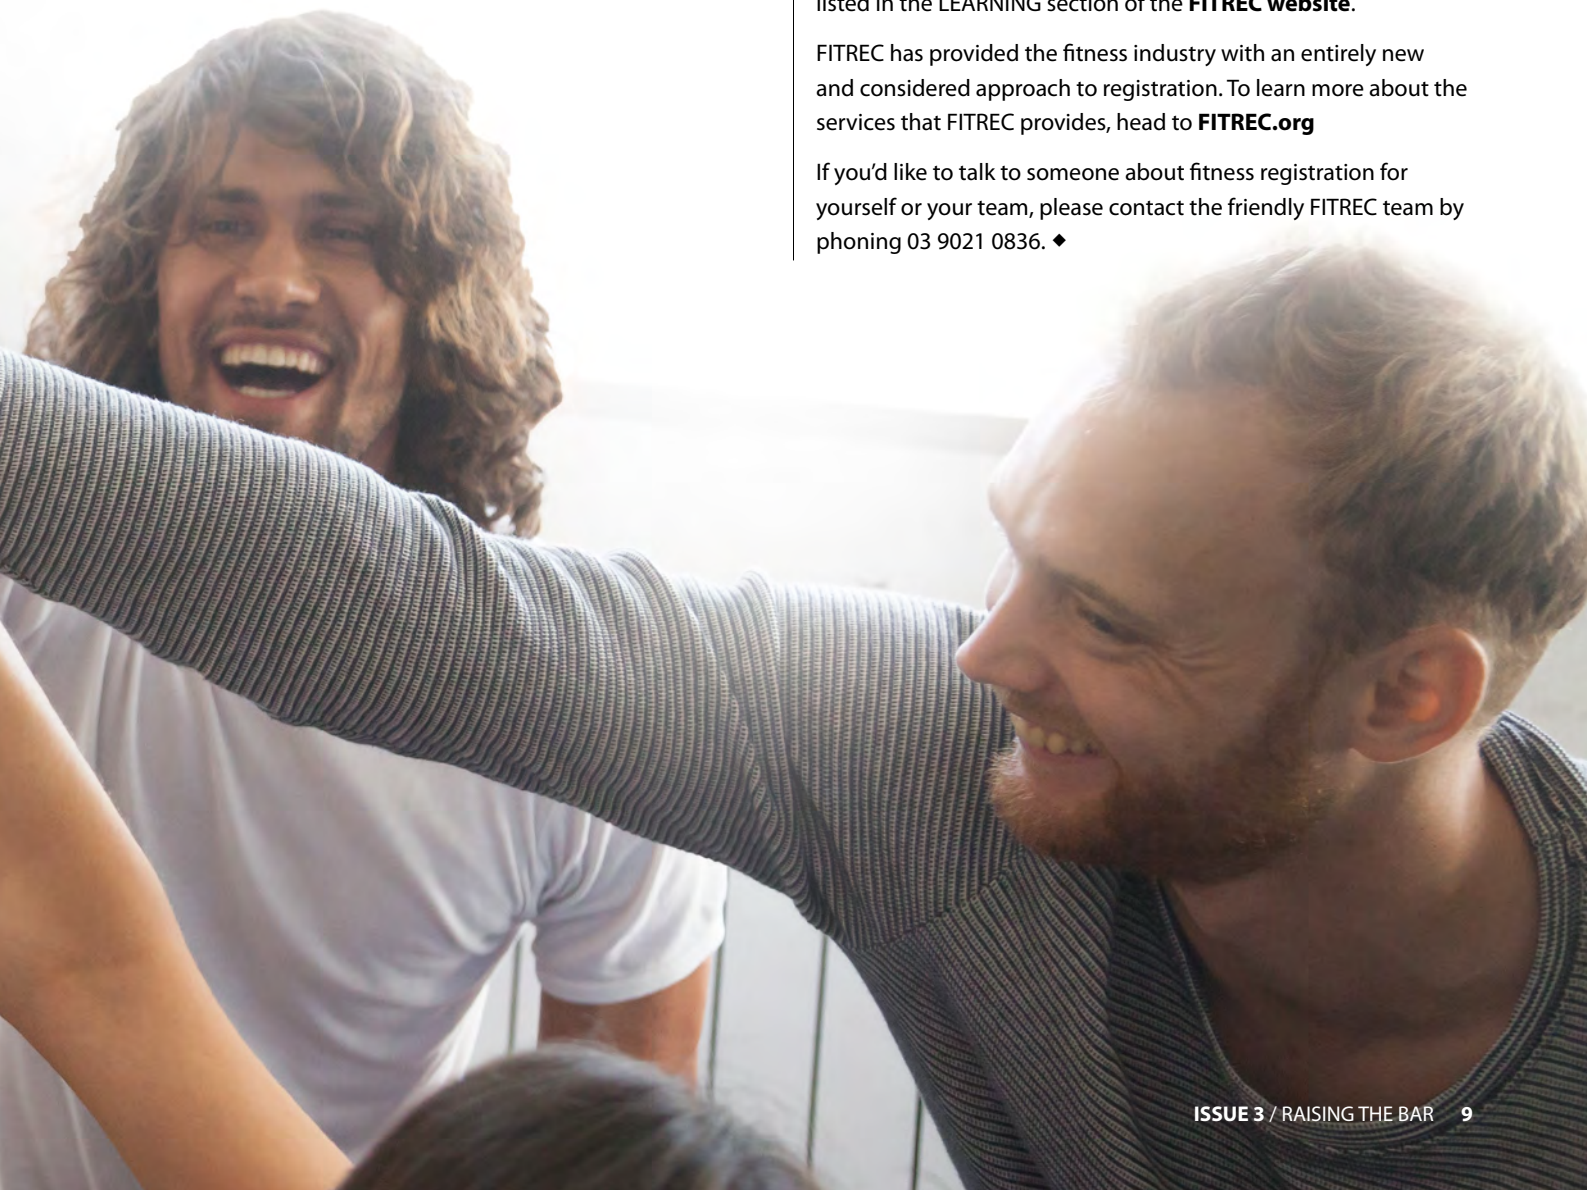 listed in the LEARNING section of the FITREC website.
FITREC has provided the fitness industry with an entirely new
and considered approach to registration. To learn more about the
services that FITREC provides, head to FITREC.org
If you’d like to talk to someone about fitness registration for
yourself or your team, please contact the friendly FITREC team by
phoning 03 9021 0836. ◆
ISSUE 3 / RAISING THE BAR 9